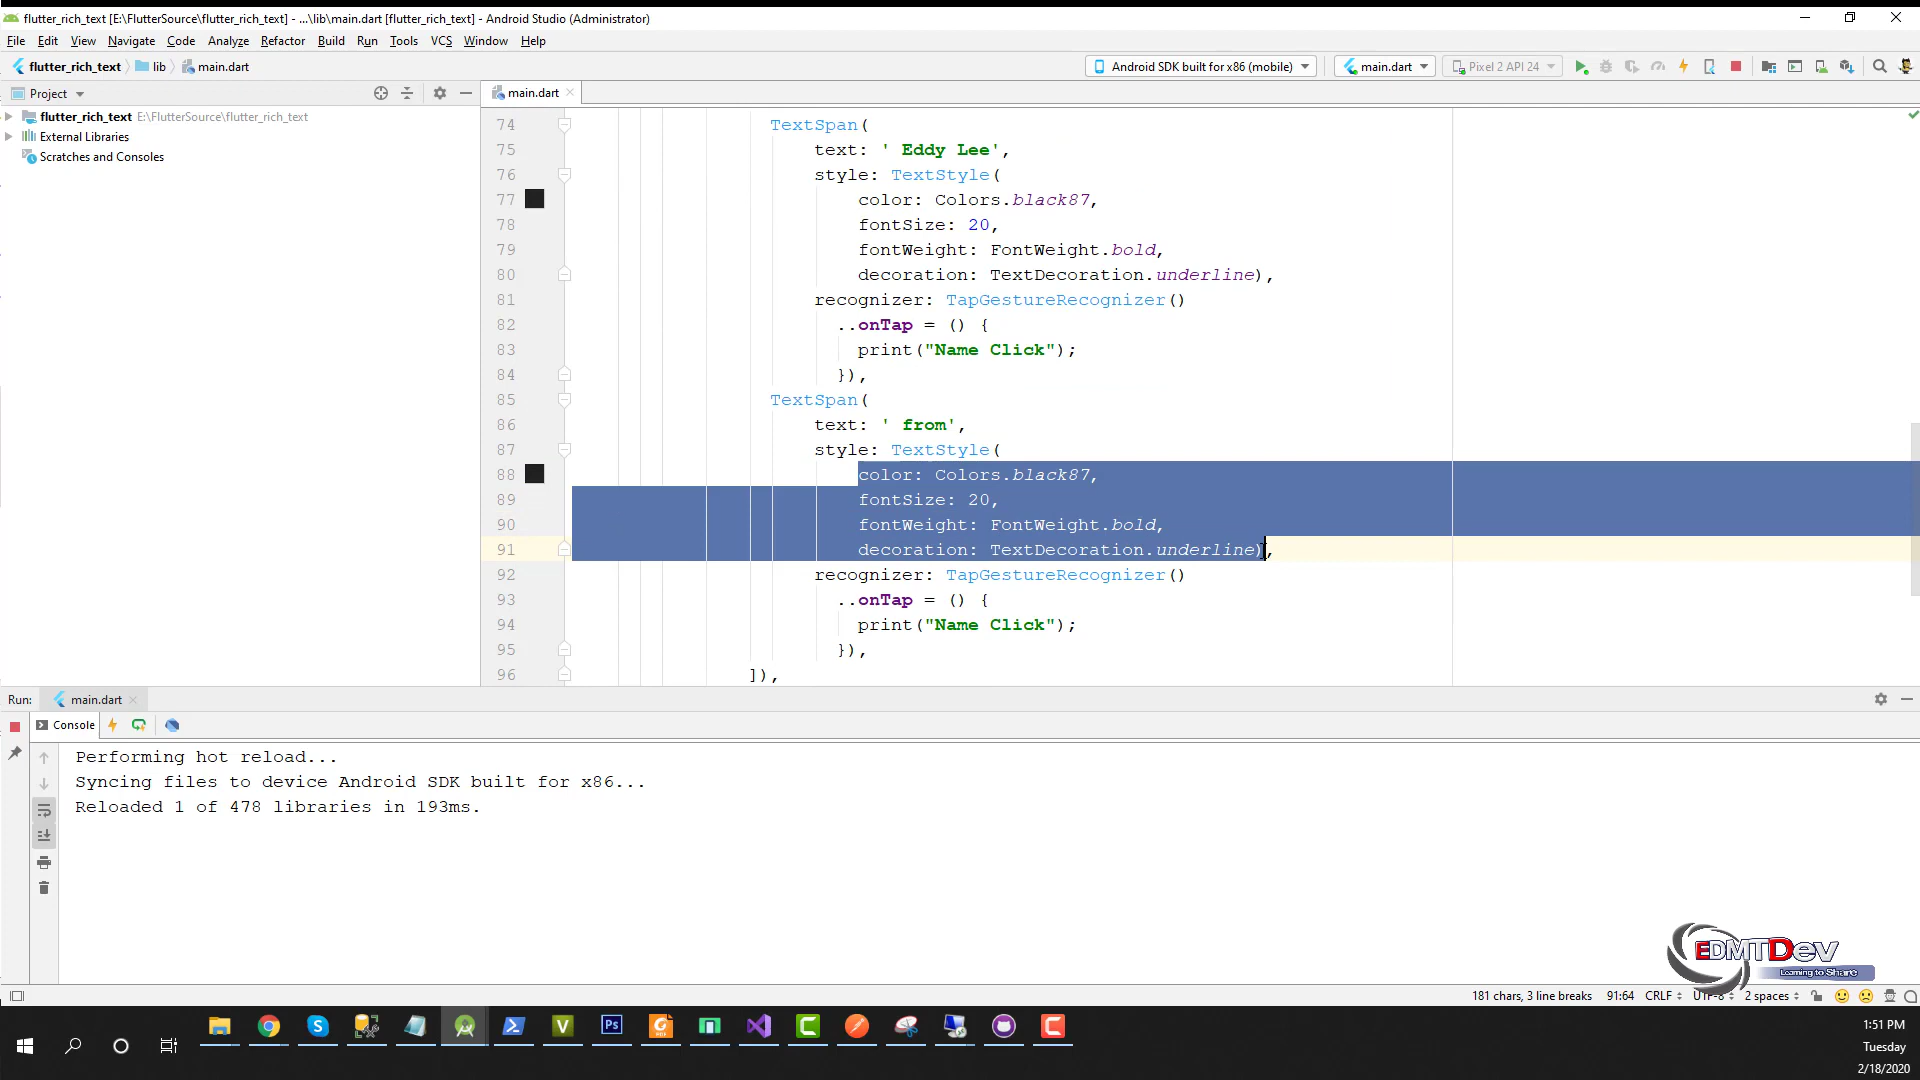 flutter_rich_text [E:\FlutterSource\flutter_rich_text] - ...\lib\main.dart [flutter_rich_text] - Android Studio (Administrator)
File Edit View Navigate Code Analyze Refactor Build Run Tools VCS Window Help
flutter_rich_text lib main.dart Android SDK built for x86 (mobile) main.dart Pixel 2 API 24
Project main.dart
flutter_rich_text E:\FlutterSource\flutter_rich_text
External Libraries
Scratches and Consoles
74 TextSpan(
75 text: ' Eddy Lee',
76 style: TextStyle(
77 color: Colors.black87,
78 fontSize: 20,
79 fontWeight: FontWeight.bold,
80 decoration: TextDecoration.underline),
81 recognizer: TapGestureRecognizer()
82 ..onTap = () {
83 print("Name Click");
84 }),
85 TextSpan(
86 text: ' from',
87 style: TextStyle(
88 color: Colors.black87,
89 fontSize: 20,
90 fontWeight: FontWeight.bold,
91 decoration: TextDecoration.underline),
92 recognizer: TapGestureRecognizer()
93 ..onTap = () {
94 print("Name Click");
95 }),
96 ]),
Run: main.dart
Console
Performing hot reload...
Syncing files to device Android SDK built for x86...
Reloaded 1 of 478 libraries in 193ms.
EDMTDev
Learning to Share
181 chars, 3 line breaks 91:64 CRLF UTF-8 2 spaces
1:51 PM
Tuesday
2/18/2020